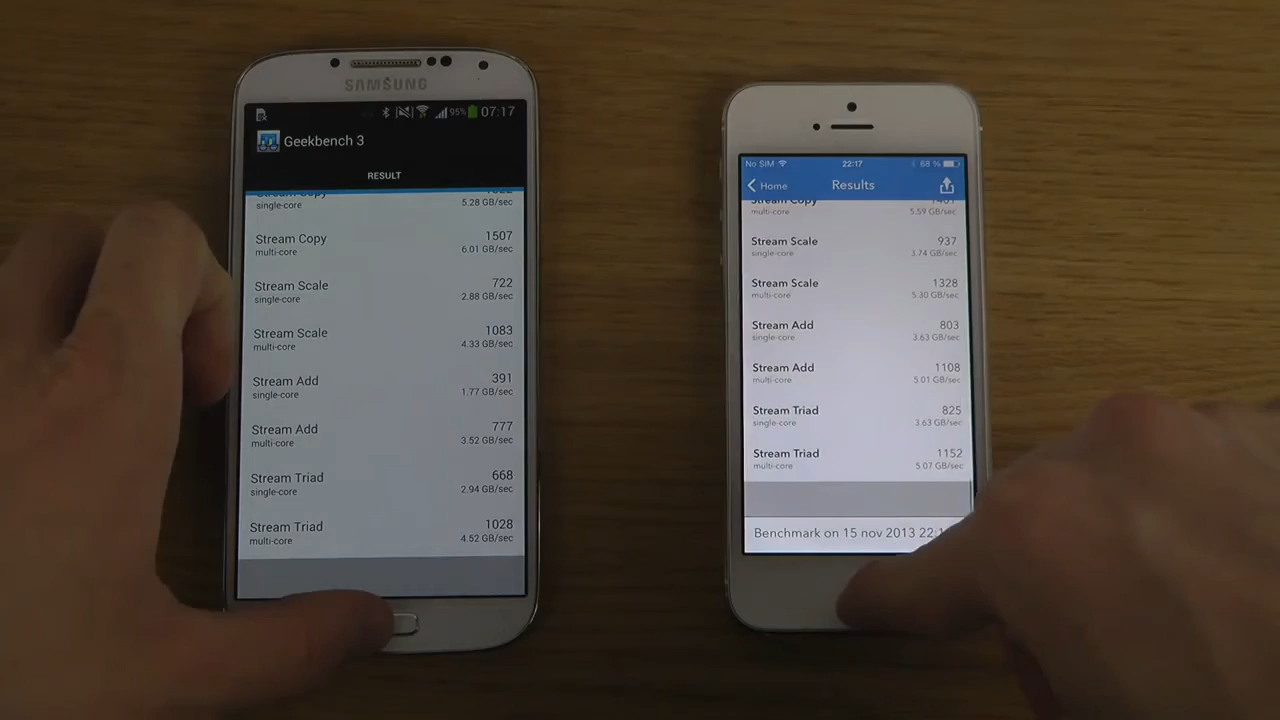 SAMSUNG
95% 07:17
Geekbench 3
RESULT
Stream Copy
single-core 5.28 GB/sec
Stream Copy 1507
multi-core 6.01 GB/sec
Stream Scale 722
single-core 2.88 GB/sec
Stream Scale 1083
multi-core 4.33 GB/sec
Stream Add 391
single-core 1.77 GB/sec
Stream Add 777
multi-core 3.52 GB/sec
Stream Triad 668
single-core 2.94 GB/sec
Stream Triad 1028
multi-core 4.52 GB/sec
No SIM 22:17 68 %
Home Results
Stream Copy
multi-core 5.59 GB/sec
Stream Scale 937
single-core 3.74 GB/sec
Stream Scale 1328
multi-core 5.30 GB/sec
Stream Add 803
single-core 3.63 GB/sec
Stream Add 1108
multi-core 5.01 GB/sec
Stream Triad 825
single-core 3.63 GB/sec
Stream Triad 1152
multi-core 5.07 GB/sec
Benchmark on 15 nov 2013